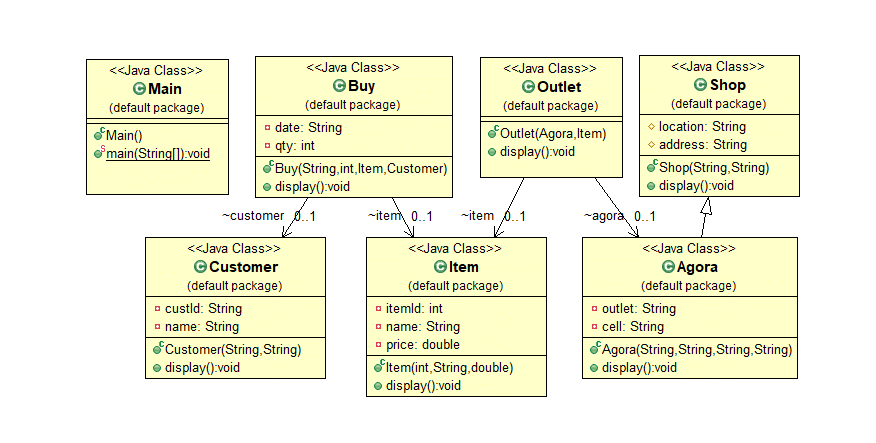 <<Java Class>>
Main
(default package)
Main()
main(String[]):void
<<Java Class>>
Buy
(default package)
date: String
qty: int
Buy(String,int,Item,Customer)
display():void
<<Java Class>>
Outlet
(default package)
Outlet(Agora,Item)
display():void
<<Java Class>>
Shop
(default package)
location: String
address: String
Shop(String,String)
display():void
~customer 0..1
~item 0..1
~item 0..1
~agora 0..1
<<Java Class>>
Customer
(default package)
custId: String
name: String
Customer(String,String)
display():void
<<Java Class>>
Item
(default package)
itemId: int
name: String
price: double
Item(int,String,double)
display():void
<<Java Class>>
Agora
(default package)
outlet: String
cell: String
Agora(String,String,String,String)
display():void